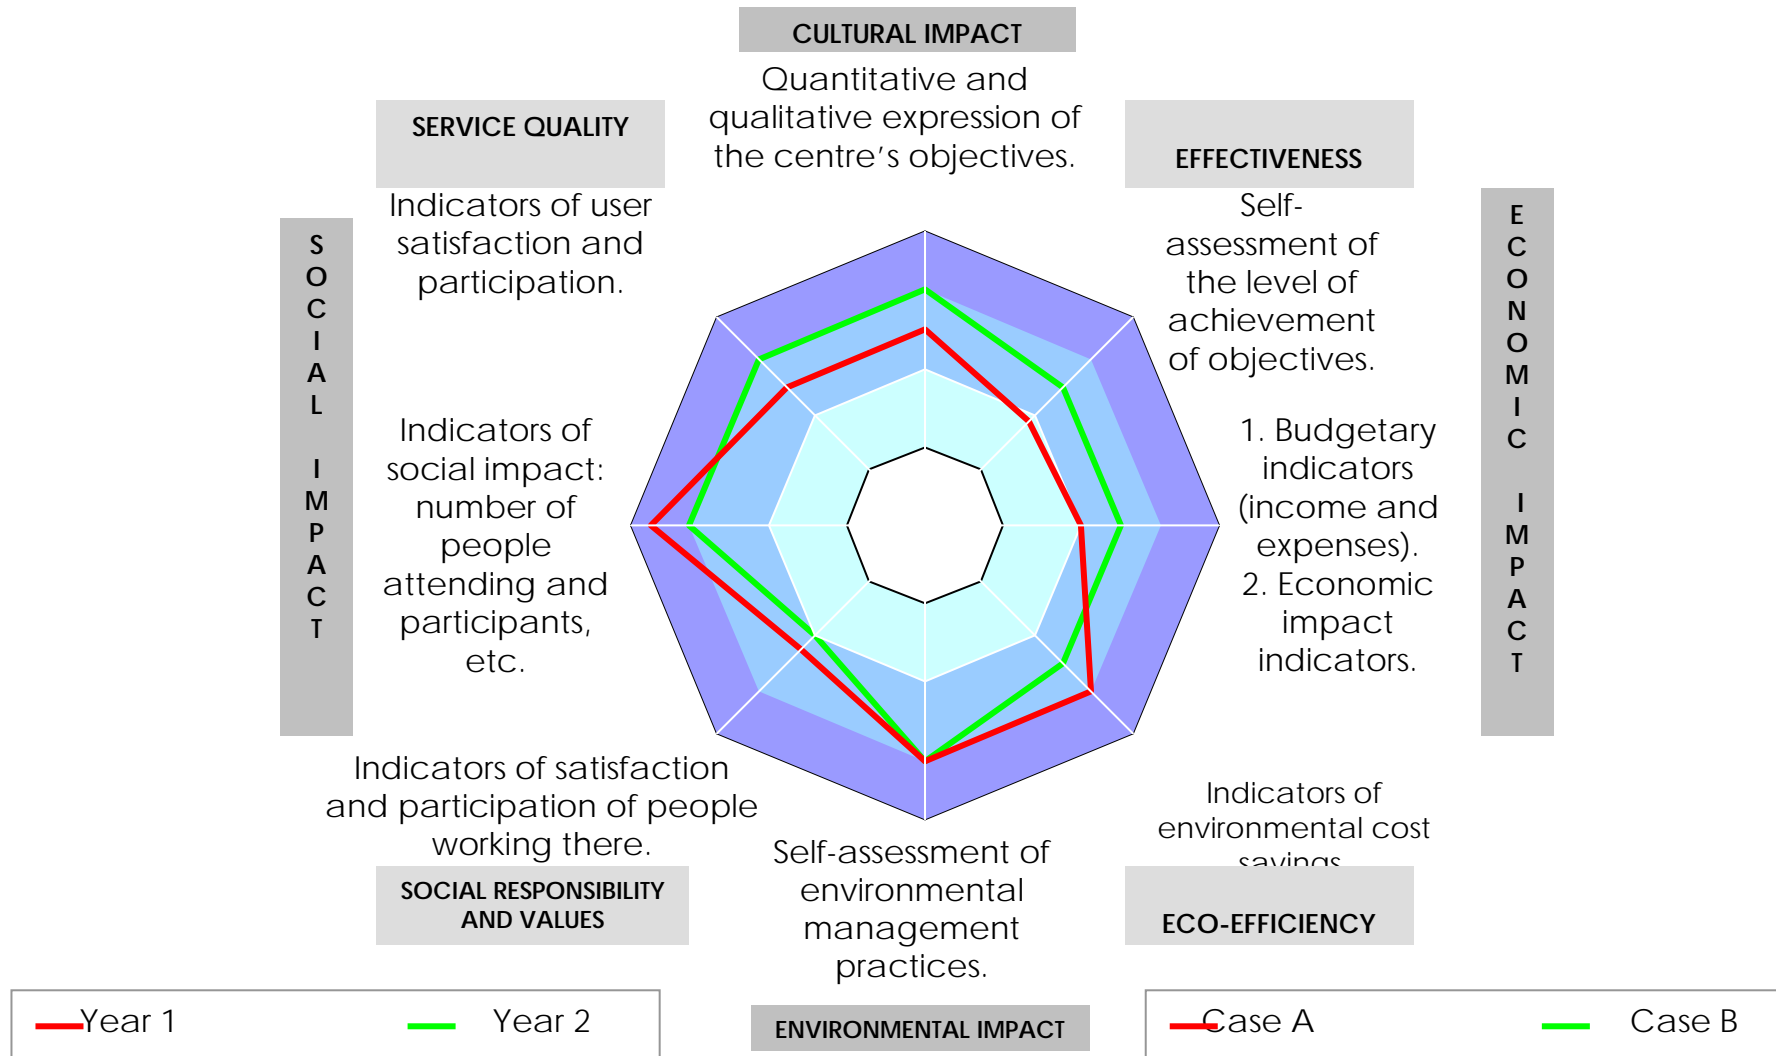 CULTURAL IMPACT
Quantitative and
qualitative expression of
the centre’s objectives.
SERVICE QUALITY
Indicators of user
satisfaction and
participation.
EFFECTIVENESS
Self-
assessment of
the level of
achievement
of objectives.
SOCIAL IMPACT
Indicators of
social impact:
number of
people
attending and
participants,
etc.
1. Budgetary
indicators
(income and
expenses).
2. Economic
impact
indicators.
ECONOMIC IMPACT
Indicators of satisfaction
and participation of people
working there.
SOCIAL RESPONSIBILITY
AND VALUES
Self-assessment of
environmental
management
practices.
ENVIRONMENTAL IMPACT
Indicators of
environmental cost
savings
ECO-EFFICIENCY
Year 1 Year 2
Case A Case B